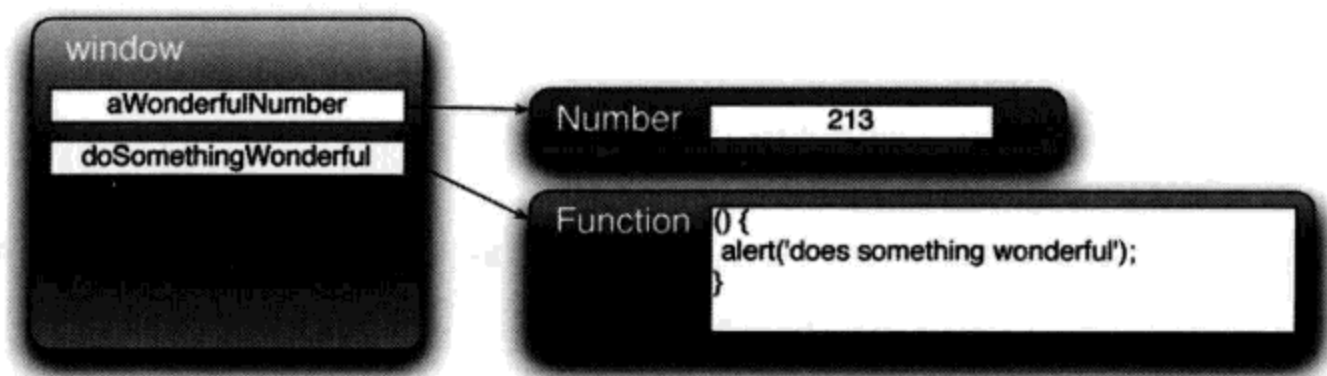 window
aWonderfulNumber
doSomethingWonderful
Number 213
Function () {
alert('does something wonderful');
}